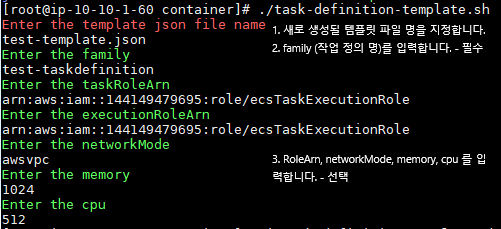 [root@ip-10-10-1-60 container]# ./task-definition-template.sh
Enter the template json file name
1. 새로 생성될 템플릿 파일 명을 지정합니다.
test-template.json
2. family (작업 정의 명)를 입력합니다. - 필수
Enter the family
test-taskdefinition
Enter the taskRoleArn
arn:aws:iam::144149479695:role/ecsTaskExecutionRole
Enter the executionRoleArn
arn:aws:iam::144149479695:role/ecsTaskExecutionRole
Enter the networkMode
awsvpc
3. RoleArn, networkMode, memory, cpu 를 입
력합니다. - 선택
Enter the memory
1024
Enter the cpu
512